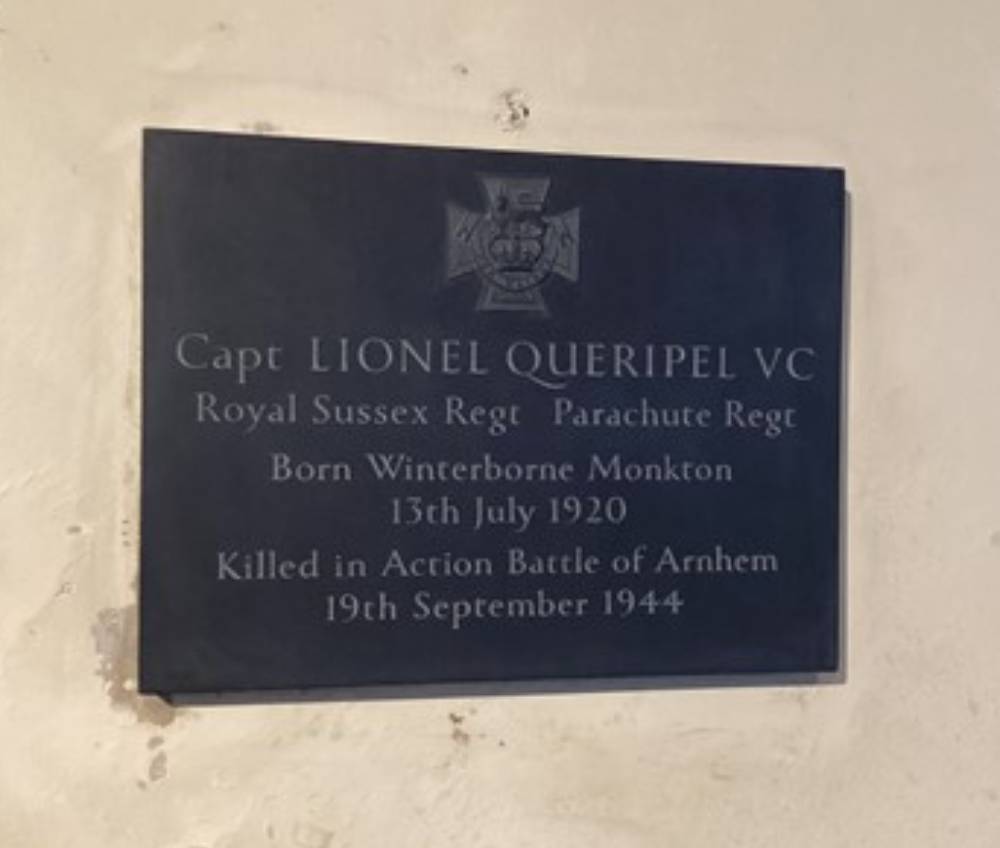 Capt LIONEL QUERIPEL VC
Royal Sussex Regt Parachute Regt
Born Winterborne Monkton
13th July 1920
Killed in Action Battle of Arnhem
19th September 1944